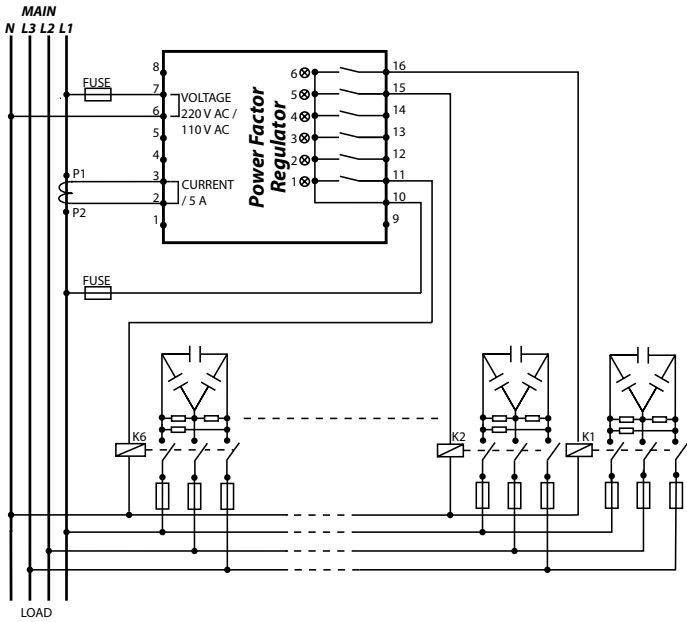 MAIN
N L3 L2 L1
FUSE
8
7
6
5
4
3
2
1
VOLTAGE
220 V AC /
110 V AC
CURRENT
/ 5 A
P1
P2
Power Factor
Regulator
6
5
4
3
2
1
16
15
14
13
12
11
10
9
FUSE
K6
K2
K1
LOAD